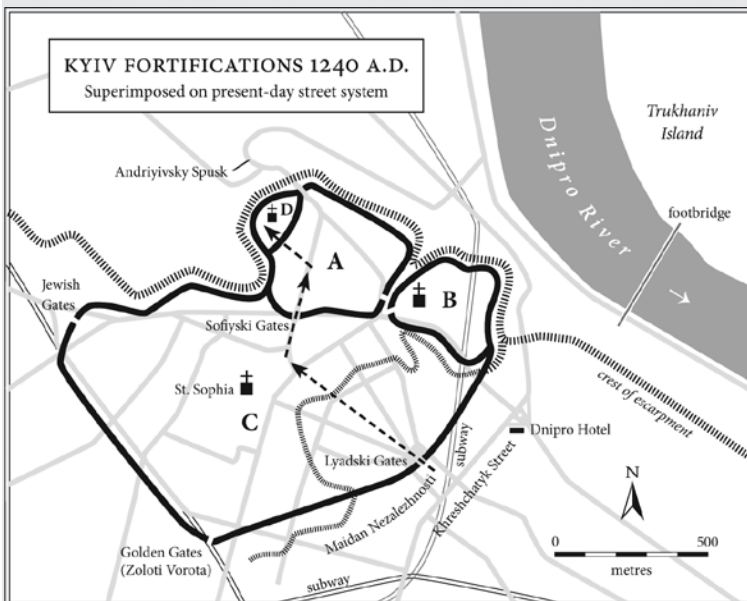 KYIV FORTIFICATIONS 1240 A.D.
Superimposed on present-day street system
Trukhaniv
Island
Dnipro River
Andriyivsky Spusk
footbridge
D
A
B
Jewish
Gates
Sofiyski Gates
St. Sophia
C
crest of escarpment
Dnipro Hotel
Lyadski Gates
subway
Khreshchatyk Street
Maidan Nezalezhnosti
N
Golden Gates
(Zoloti Vorota)
0
500
metres
subway